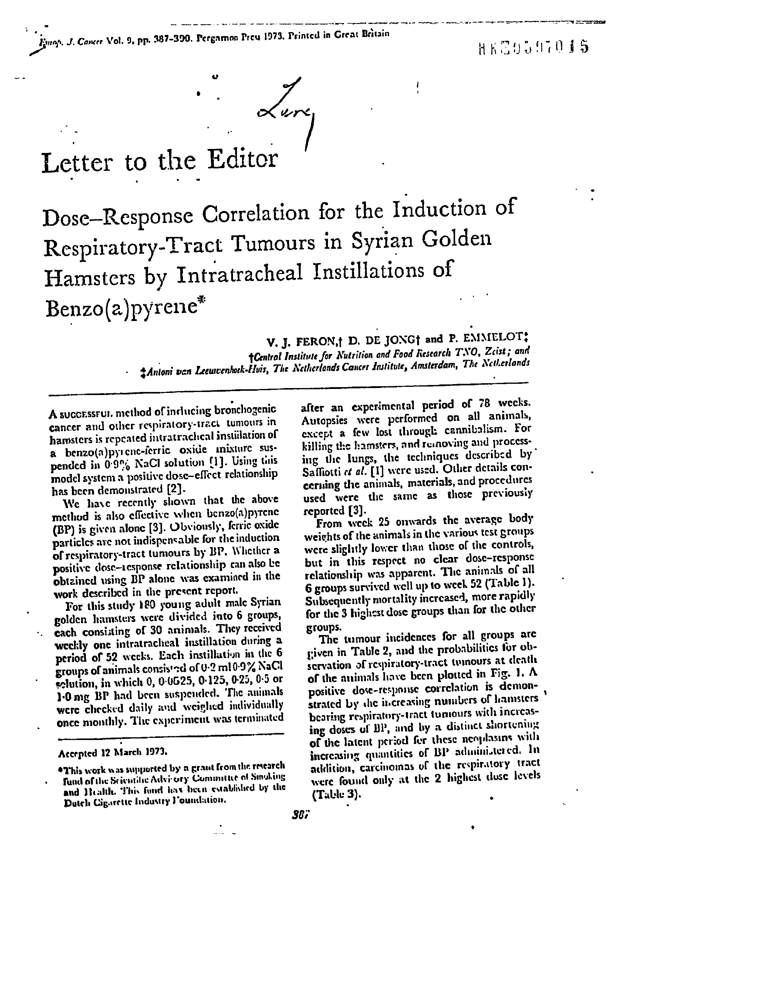 Europ. J. Cancer Vol. 9, pp. 387-390. Pergamon Press 1973. Printed in Great Britain
Letter to the Editor
Dose–Response Correlation for the Induction of
Respiratory-Tract Tumours in Syrian Golden
Hamsters by Intratracheal Instillations of
Benzo(a)pyrene*
V. J. FERON,† D. DE JONG† and P. EMMELOT‡
†Central Institute for Nutrition and Food Research TNO, Zeist; and
‡Antoni van Leeuwenhoek-Huis, The Netherlands Cancer Institute, Amsterdam, The Netherlands
A SUCCESSFUL method of inducing bronchogenic
cancer and other respiratory-tract tumours in
hamsters is repeated intratracheal instillation of
a benzo(a)pyrene-ferric oxide mixture sus-
pended in 0·9% NaCl solution [1]. Using this
model system a positive dose–effect relationship
has been demonstrated [2].
We have recently shown that the above
method is also effective when benzo(a)pyrene
(BP) is given alone [3]. Obviously, ferric oxide
particles are not indispensable for the induction
of respiratory-tract tumours by BP. Whether a
positive dose–response relationship can also be
obtained using BP alone was examined in the
work described in the present report.
For this study 180 young adult male Syrian
golden hamsters were divided into 6 groups,
each consisting of 30 animals. They received
weekly one intratracheal instillation during a
period of 52 weeks. Each instillation in the 6
groups of animals consisted of 0·2 ml 0·9% NaCl
solution, in which 0, 0·0625, 0·125, 0·25, 0·5 or
1·0 mg BP had been suspended. The animals
were checked daily and weighed individually
once monthly. The experiment was terminated
Accepted 12 March 1973.
*This work was supported by a grant from the research
fund of the Scientific Advisory Committee of Smoking
and Health. This fund has been established by the
Dutch Cigarette Industry Foundation.
after an experimental period of 78 weeks.
Autopsies were performed on all animals,
except a few lost through cannibalism. For
killing the hamsters, and removing and process-
ing the lungs, the techniques described by
Saffiotti et al. [1] were used. Other details con-
cerning the animals, materials, and procedures
used were the same as those previously
reported [3].
From week 25 onwards the average body
weights of the animals in the various test groups
were slightly lower than those of the controls,
but in this respect no clear dose–response
relationship was apparent. The animals of all
6 groups survived well up to week 52 (Table 1).
Subsequently mortality increased, more rapidly
for the 3 highest dose groups than for the other
groups.
The tumour incidences for all groups are
given in Table 2, and the probabilities for ob-
servation of respiratory-tract tumours at death
of the animals have been plotted in Fig. 1. A
positive dose–response correlation is demon-
strated by the increasing numbers of hamsters
bearing respiratory-tract tumours with increas-
ing doses of BP, and by a distinct shortening
of the latent period for these neoplasms with
increasing quantities of BP administered. In
addition, carcinomas of the respiratory tract
were found only at the 2 highest dose levels
(Table 3).
387